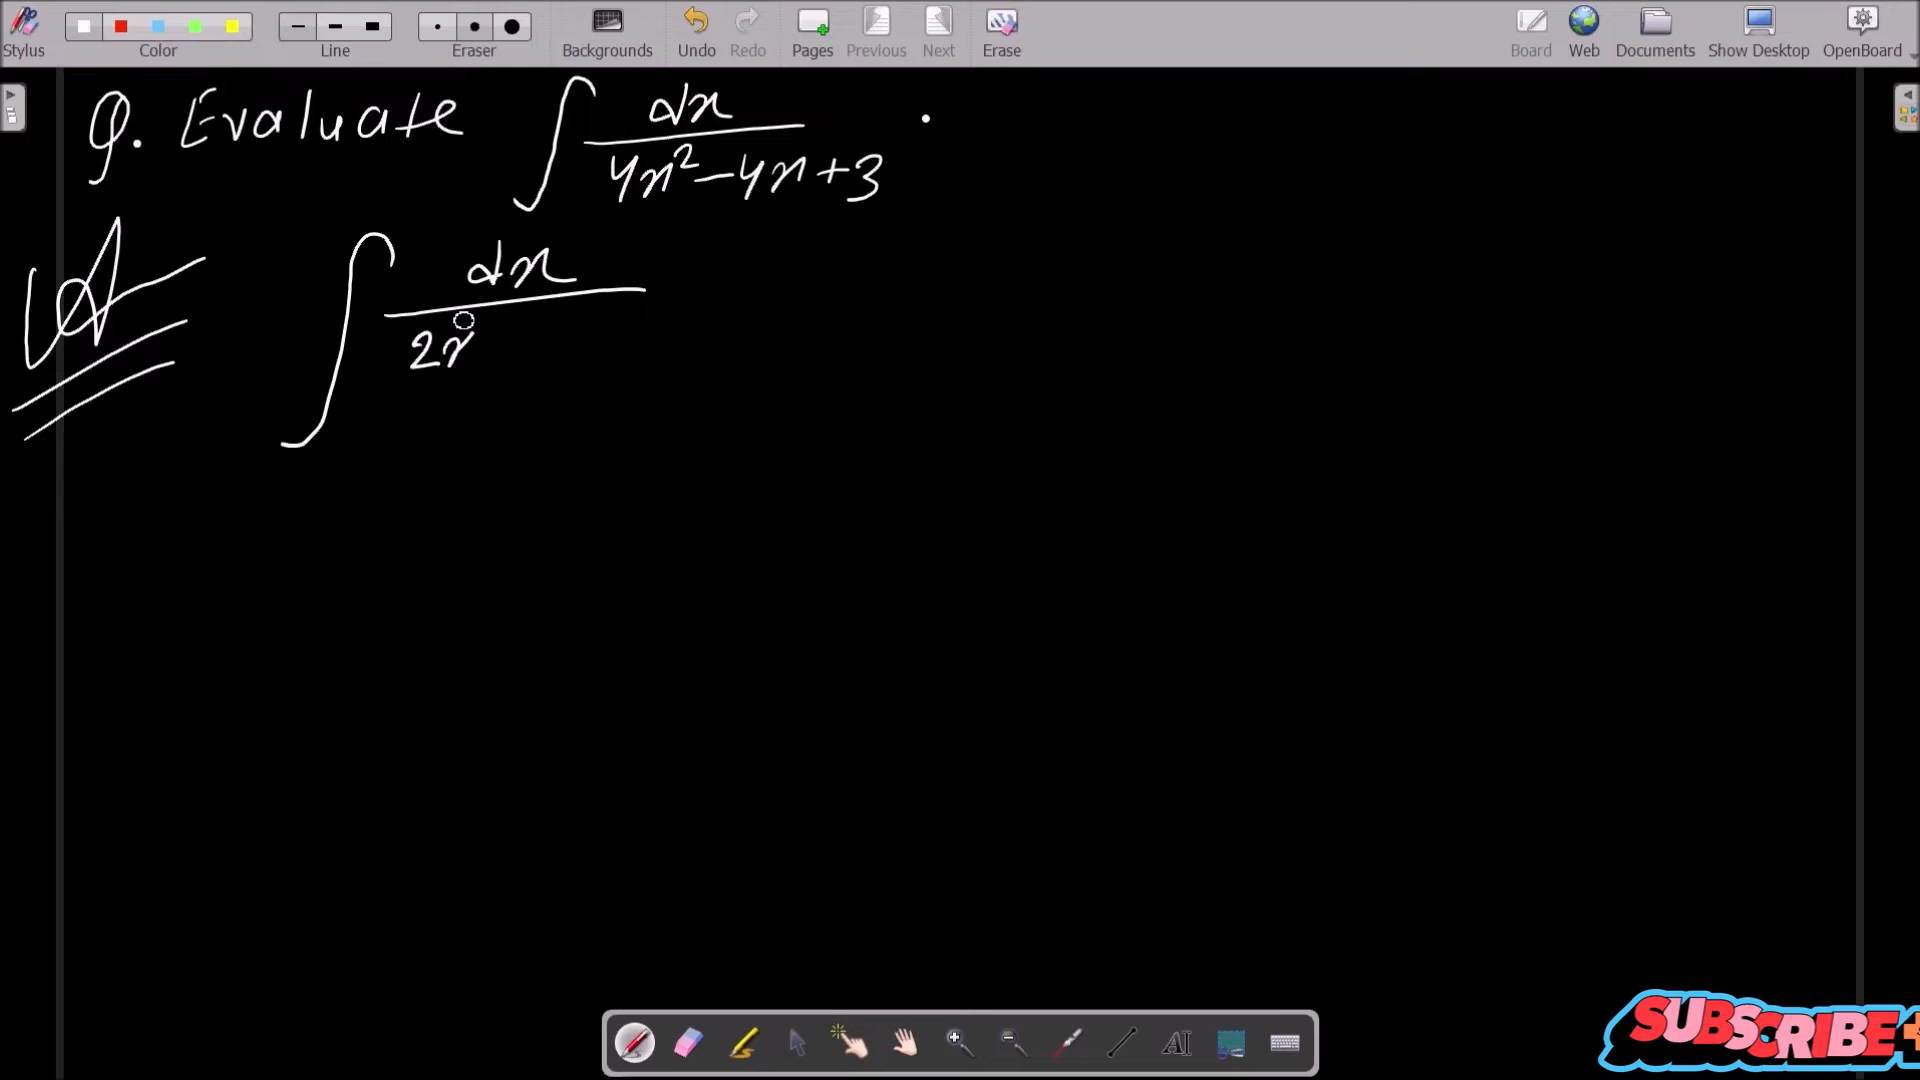 Stylus Color Line Eraser Backgrounds Undo Redo Pages Previous Next Erase Board Web Documents Show Desktop OpenBoard
Q. Evaluate ∫ dx / (4x² - 4x + 3) .
∫ dx / 2x
AI
SUBSCRIBE